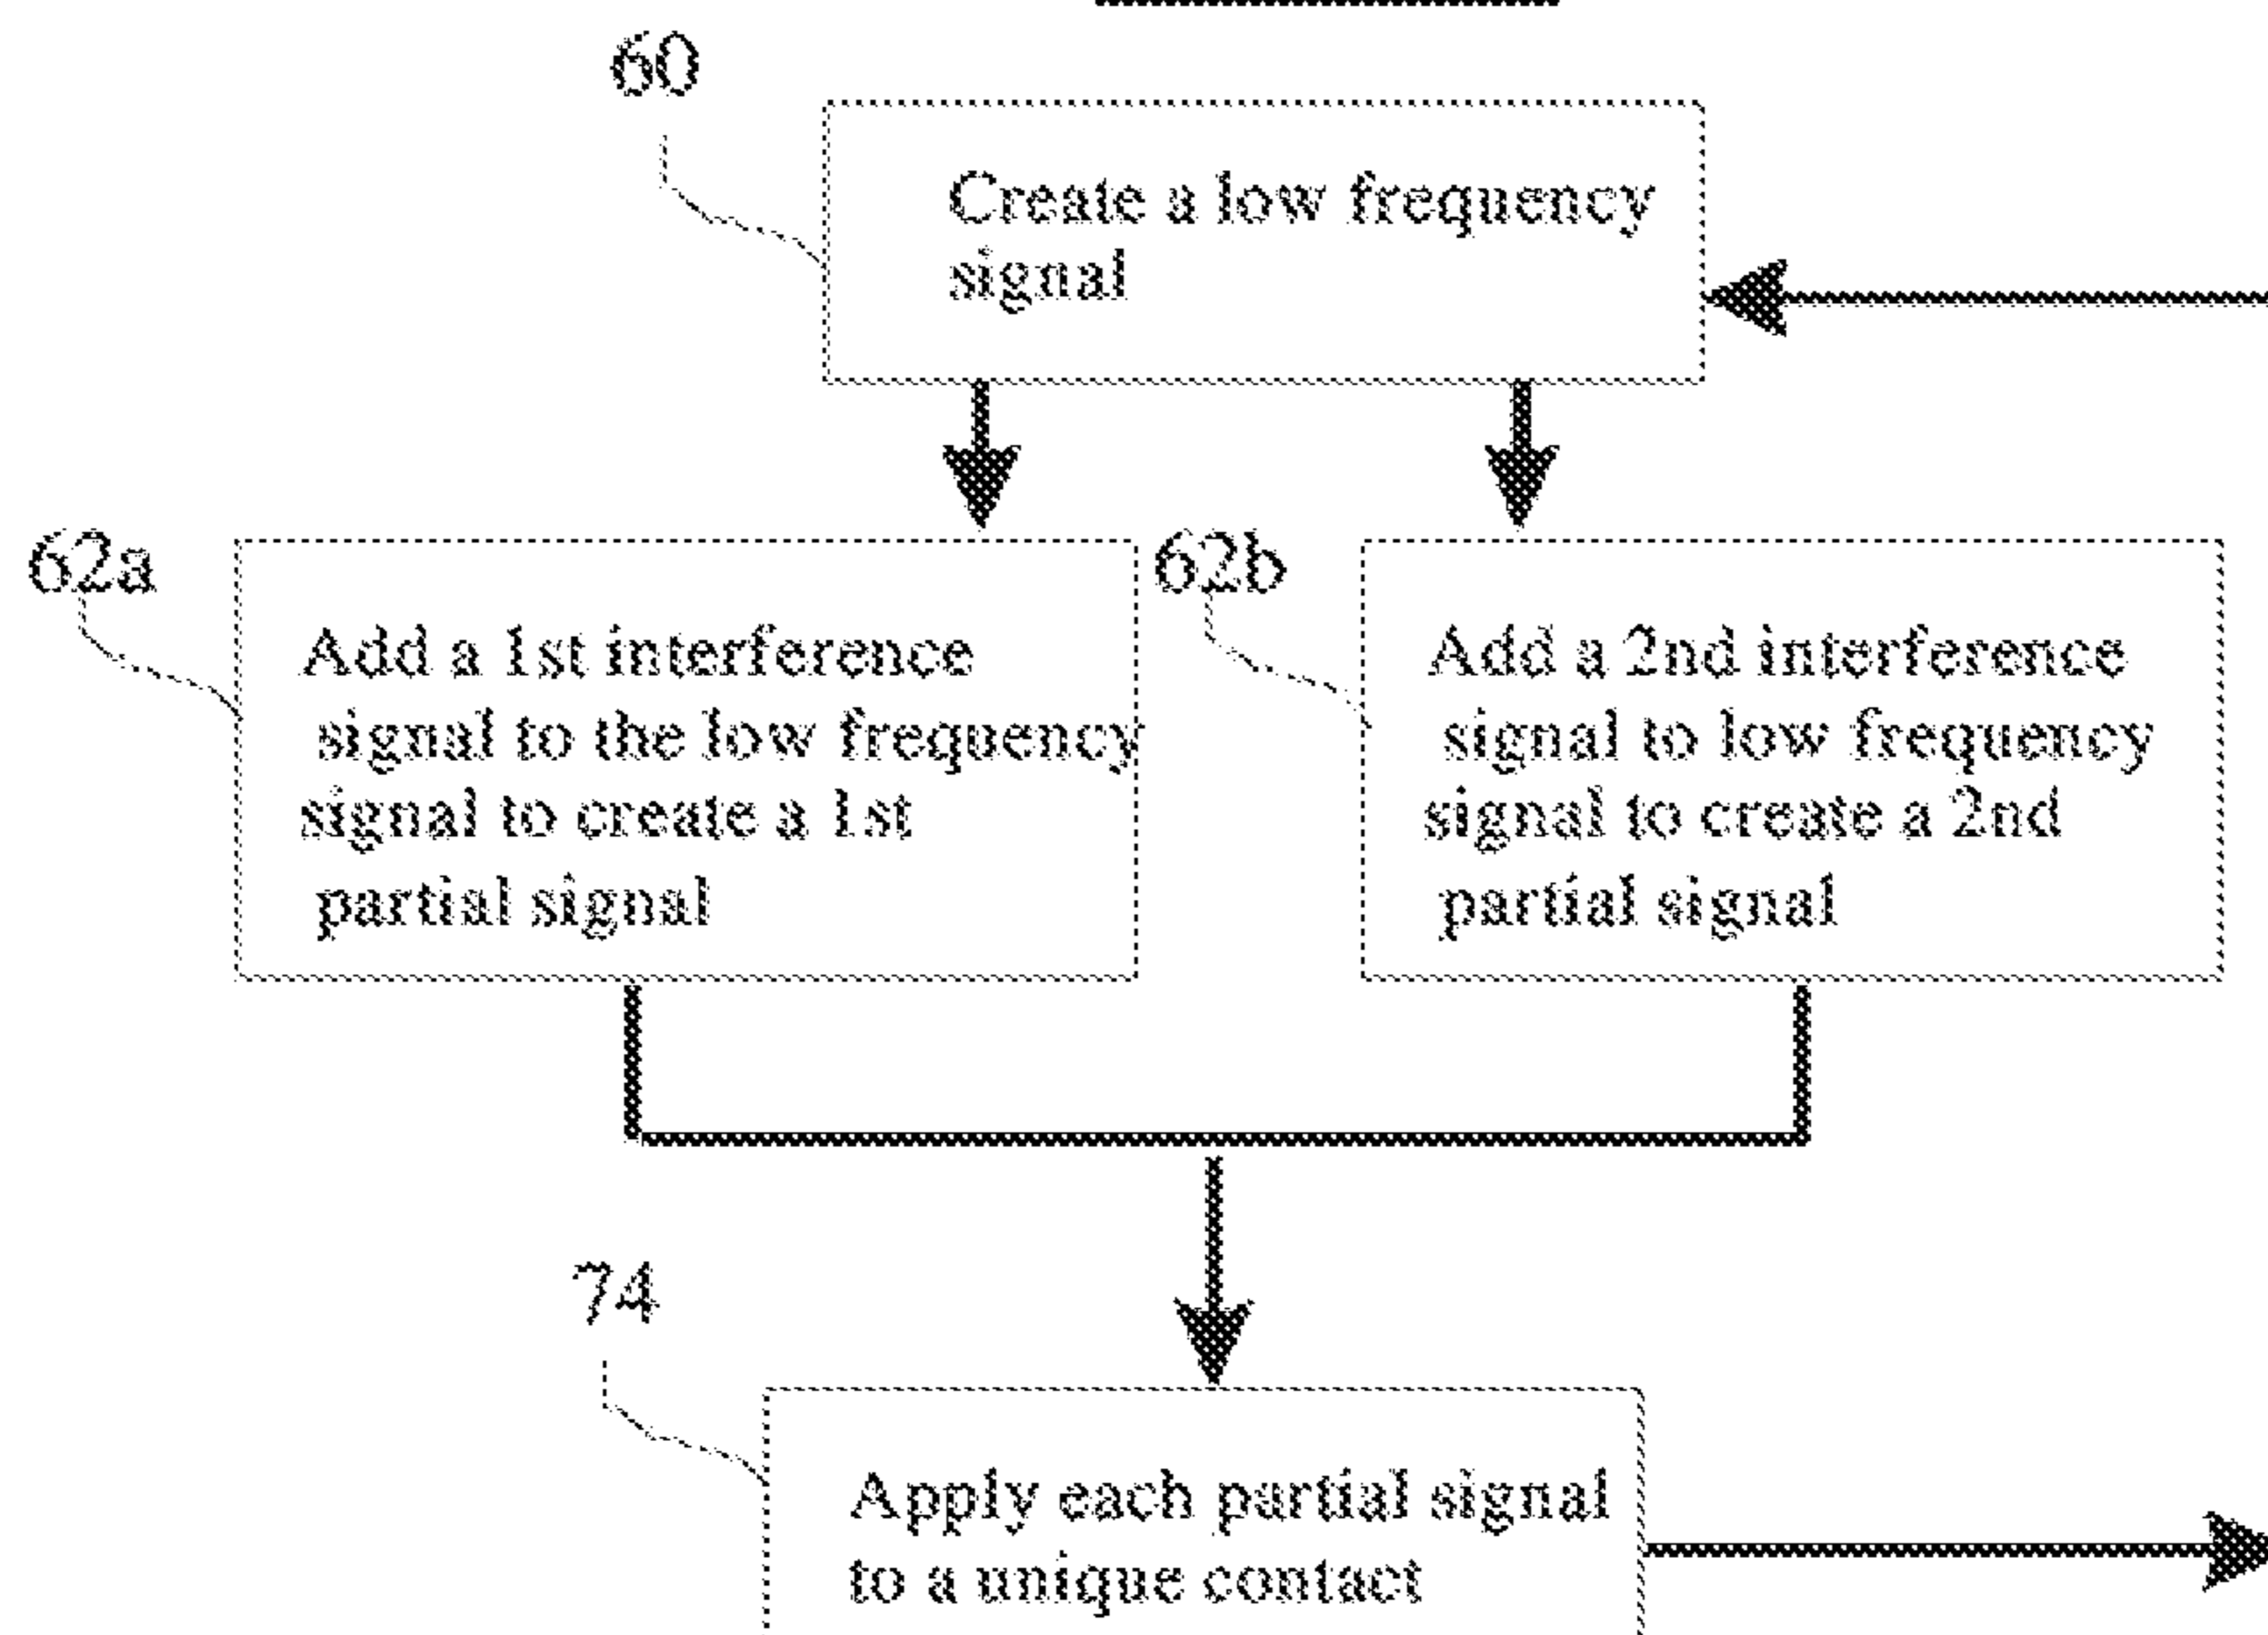 60
Create a low frequency
signal
62a
Add a 1st interference
signal to the low frequency
signal to create a 1st
partial signal
62b
Add a 2nd interference
signal to low frequency
signal to create a 2nd
partial signal
74
Apply each partial signal
to a unique contact